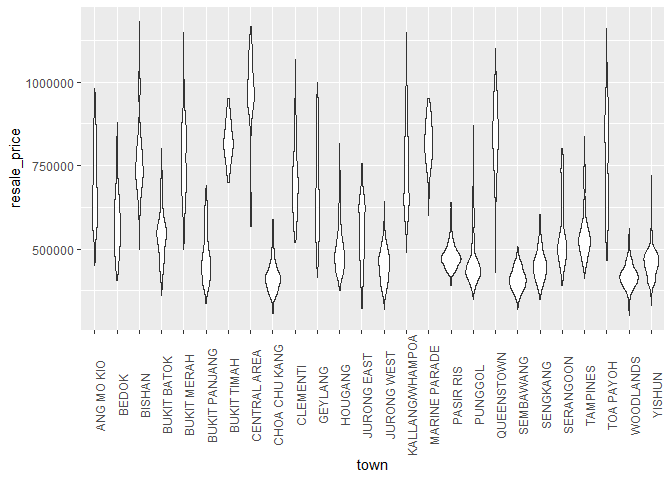 resale_price
1000000
750000
500000
ANG MO KIO
BEDOK
BISHAN
BUKIT BATOK
BUKIT MERAH
BUKIT PANJANG
BUKIT TIMAH
CENTRAL AREA
CHOA CHU KANG
CLEMENTI
GEYLANG
HOUGANG
JURONG EAST
JURONG WEST
KALLANG/WHAMPOA
MARINE PARADE
PASIR RIS
PUNGGOL
QUEENSTOWN
SEMBAWANG
SENGKANG
SERANGOON
TAMPINES
TOA PAYOH
WOODLANDS
YISHUN
town